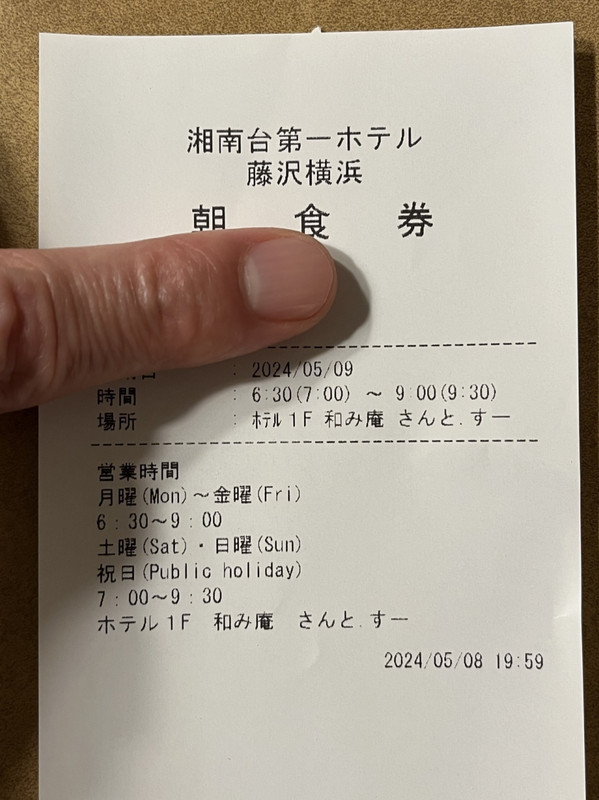 湘南台第一ホテル
藤沢横浜
朝 食 券
: 2024/05/09
時間 : 6:30(7:00) ～ 9:00(9:30)
場所 : ﾎﾃﾙ 1F 和み庵 さんと.すー
営業時間
月曜(Mon)～金曜(Fri)
6：30～9：00
土曜(Sat)・日曜(Sun)
祝日(Public holiday)
7：00～9：30
ホテル 1F 和み庵 さんと.すー
2024/05/08 19:59